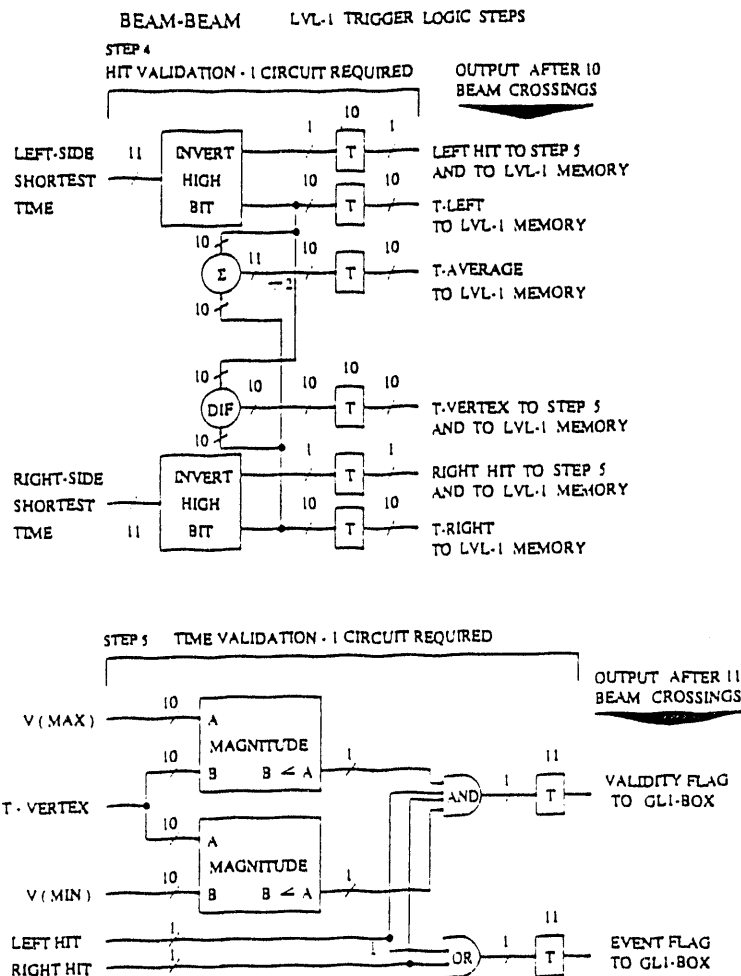 BEAM-BEAM LVL-1 TRIGGER LOGIC STEPS
STEP 4
HIT VALIDATION - 1 CIRCUIT REQUIRED
OUTPUT AFTER 10
BEAM CROSSINGS
LEFT-SIDE
SHORTEST
TIME
11
INVERT
HIGH
BIT
1
10
T
1
LEFT HIT TO STEP 5
AND TO LVL-1 MEMORY
10
T
10
T-LEFT
TO LVL-1 MEMORY
10
Σ
10
11
÷2
10
T
10
T-AVERAGE
TO LVL-1 MEMORY
10
DIF
10
10
10
10
T
10
T-VERTEX TO STEP 5
AND TO LVL-1 MEMORY
RIGHT-SIDE
SHORTEST
TIME
11
INVERT
HIGH
BIT
1
T
1
RIGHT HIT TO STEP 5
AND TO LVL-1 MEMORY
10
T
10
T-RIGHT
TO LVL-1 MEMORY
STEP 5 TIME VALIDATION - 1 CIRCUIT REQUIRED
OUTPUT AFTER 11
BEAM CROSSINGS
V (MAX)
10
A
MAGNITUDE
B B ≤ A
10
1
T - VERTEX
10
A
MAGNITUDE
B B ≤ A
V (MIN)
10
1
AND
1
11
T
VALIDITY FLAG
TO GL1-BOX
LEFT HIT
1
RIGHT HIT
1
OR
1
11
T
EVENT FLAG
TO GL1-BOX